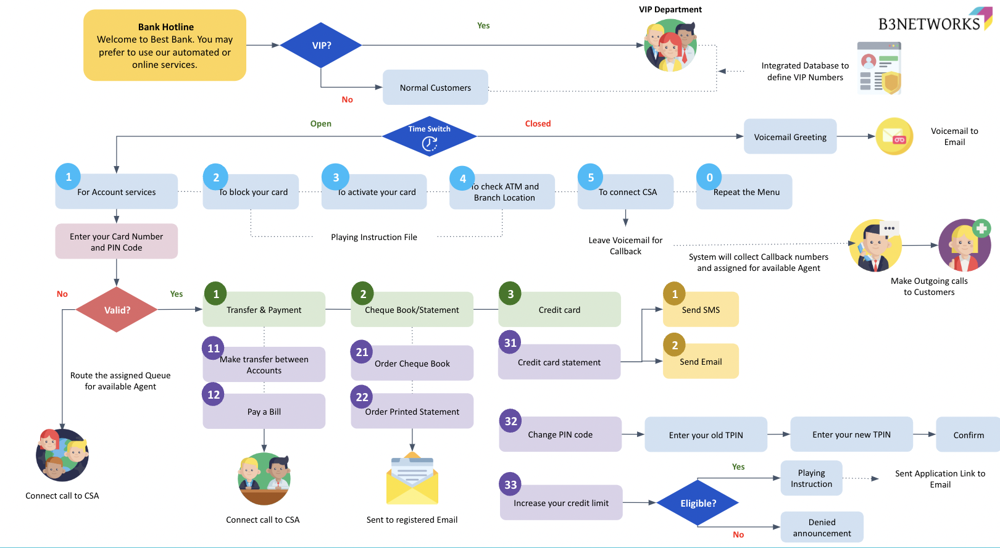 VIP Department
B3NETWORKS
Bank Hotline
Welcome to Best Bank. You may
prefer to use our automated or
online services.
VIP?
Yes
No
Normal Customers
Integrated Database to
define VIP Numbers
Open
Time Switch
Closed
Voicemail Greeting
Voicemail to
Email
1
For Account services
2
To block your card
3
To activate your card
4
To check ATM and
Branch Location
5
To connect CSA
0
Repeat the Menu
Enter your Card Number
and PIN Code
Playing Instruction File
Leave Voicemail for
Callback
System will collect Callback numbers
and assigned for available Agent
Make Outgoing calls
to Customers
No
Valid?
Yes
1
Transfer & Payment
2
Cheque Book/Statement
3
Credit card
1
Send SMS
11
Make transfer between
Accounts
21
Order Cheque Book
31
Credit card statement
2
Send Email
Route the assigned Queue
for available Agent
12
Pay a Bill
22
Order Printed Statement
32
Change PIN code
Enter your old TPIN
Enter your new TPIN
Confirm
Connect call to CSA
Connect call to CSA
Sent to registered Email
33
Increase your credit limit
Eligible?
Yes
Playing
Instruction
Sent Application Link to
Email
No
Denied
announcement